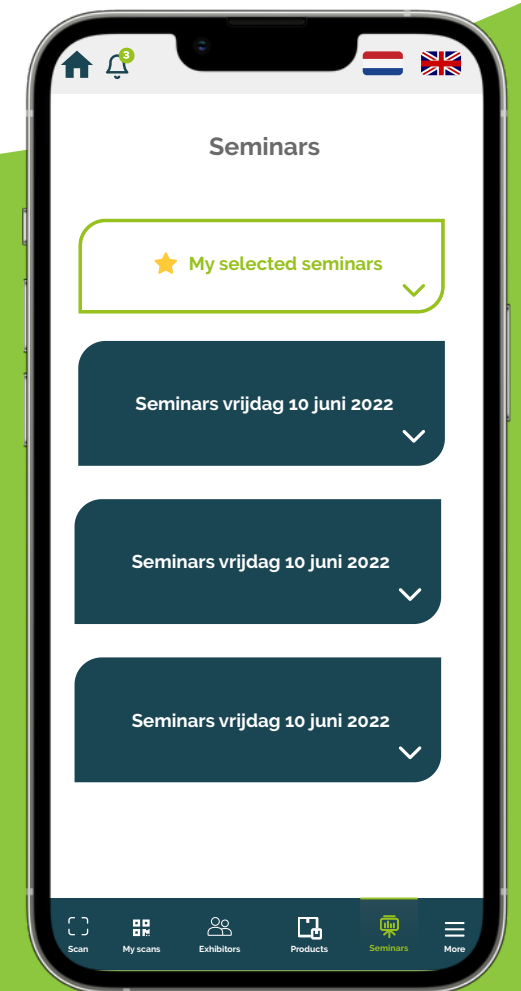 3
Seminars
My selected seminars
Seminars vrijdag 10 juni 2022
Seminars vrijdag 10 juni 2022
Seminars vrijdag 10 juni 2022
Scan
My scans
Exhibitors
Products
Seminars
More